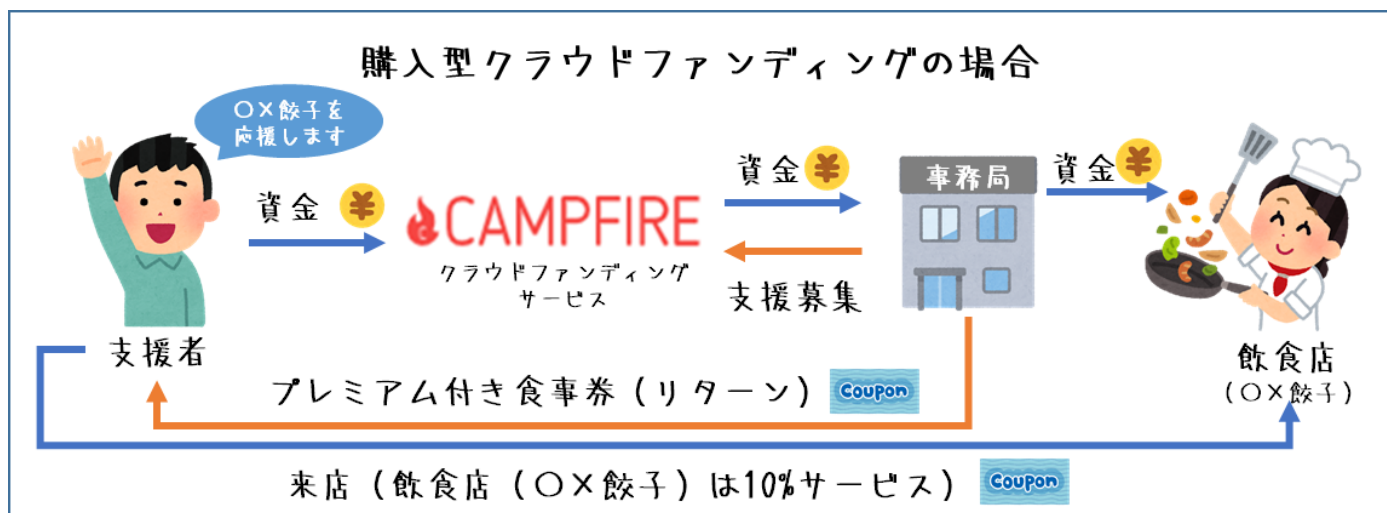 購入型クラウドファンディングの場合
〇×餃子を
応援します
資金 ¥
CAMPFIRE
クラウドファンディング
サービス
資金 ¥
支援募集
事務局
資金 ¥
支援者
飲食店
(〇×餃子)
プレミアム付き食事券(リターン) Coupon
来店(飲食店(〇×餃子)は10%サービス) Coupon